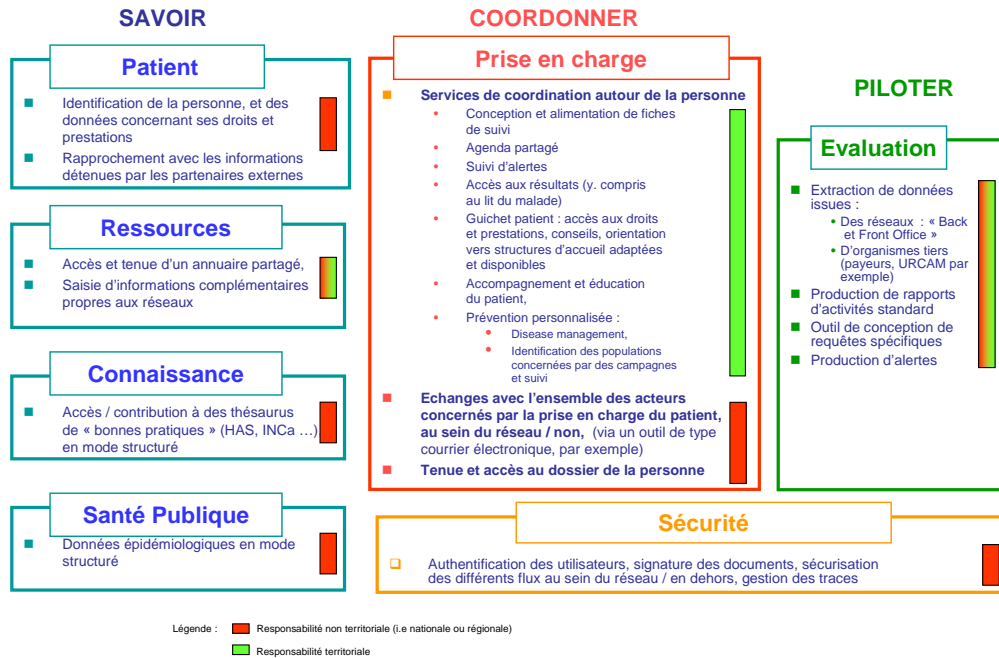 SAVOIR
Patient
Identification de la personne, et des
données concernant ses droits et
prestations
Rapprochement avec les informations
détenues par les partenaires externes
Ressources
Accès et tenue d'un annuaire partagé,
Saisie d'informations complémentaires
propres aux réseaux
Connaissance
Accès / contribution à des thésaurus
de « bonnes pratiques » (HAS, INCa …)
en mode structuré
Santé Publique
Données épidémiologiques en mode
structuré
COORDONNER
Prise en charge
Services de coordination autour de la personne
Conception et alimentation de fiches
de suivi
Agenda partagé
Suivi d'alertes
Accès aux résultats (y. compris
au lit du malade)
Guichet patient : accès aux droits
et prestations, conseils, orientation
vers structures d'accueil adaptées
et disponibles
Accompagnement et éducation
du patient,
Prévention personnalisée :
Disease management,
Identification des populations
concernées par des campagnes
et suivi
Echanges avec l'ensemble des acteurs
concernés par la prise en charge du patient,
au sein du réseau / non, (via un outil de type
courrier électronique, par exemple)
Tenue et accès au dossier de la personne
PILOTER
Evaluation
Extraction de données
issues :
Des réseaux : « Back
et Front Office »
D'organismes tiers
(payeurs, URCAM par
exemple)
Production de rapports
d'activités standard
Outil de conception de
requêtes spécifiques
Production d'alertes
Sécurité
Authentification des utilisateurs, signature des documents, sécurisation
des différents flux au sein du réseau / en dehors, gestion des traces
Légende : Responsabilité non territoriale (i.e nationale ou régionale)
Responsabilité territoriale